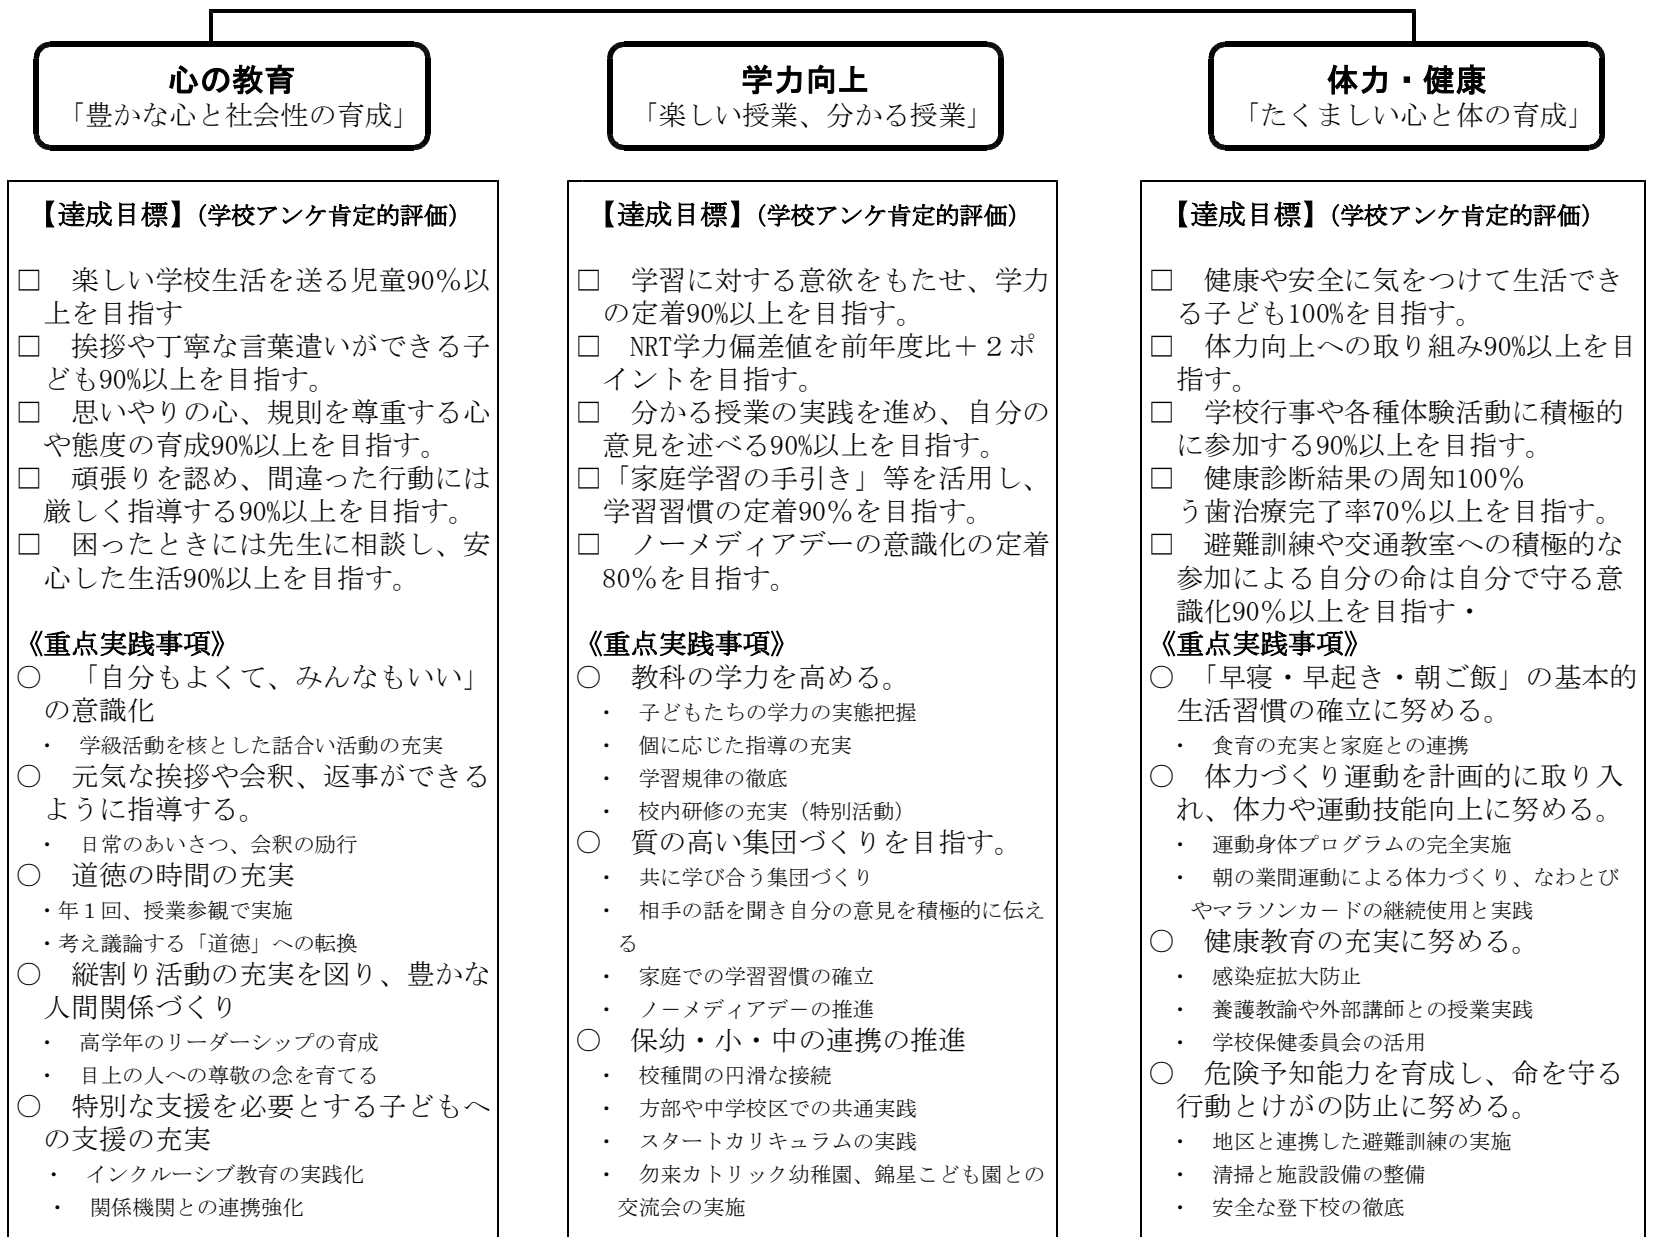 心の教育
「豊かな心と社会性の育成」
学力向上
「楽しい授業、分かる授業」
体力・健康
「たくましい心と体の育成」
【達成目標】（学校アンケ肯定的評価）
□　楽しい学校生活を送る児童90％以
上を目指す
□　挨拶や丁寧な言葉遣いができる子
ども90%以上を目指す。
□　思いやりの心、規則を尊重する心
や態度の育成90%以上を目指す。
□　頑張りを認め、間違った行動には
厳しく指導する90%以上を目指す。
□　困ったときには先生に相談し、安
心した生活90%以上を目指す。
《重点実践事項》
○　「自分もよくて、みんなもいい」
の意識化
・　学級活動を核とした話合い活動の充実
○　元気な挨拶や会釈、返事ができる
ように指導する。
・　日常のあいさつ、会釈の励行
○　道徳の時間の充実
・年１回、授業参観で実施
・考え議論する「道徳」への転換
○　縦割り活動の充実を図り、豊かな
人間関係づくり
・　高学年のリーダーシップの育成
・　目上の人への尊敬の念を育てる
○　特別な支援を必要とする子どもへ
の支援の充実
・　インクルーシブ教育の実践化
・　関係機関との連携強化
【達成目標】（学校アンケ肯定的評価）
□　学習に対する意欲をもたせ、学力
の定着90%以上を目指す。
□　NRT学力偏差値を前年度比＋２ポ
イントを目指す。
□　分かる授業の実践を進め、自分の
意見を述べる90%以上を目指す。
□「家庭学習の手引き」等を活用し、
学習習慣の定着90％を目指す。
□　ノーメディアデーの意識化の定着
80％を目指す。
《重点実践事項》
○　教科の学力を高める。
・　子どもたちの学力の実態把握
・　個に応じた指導の充実
・　学習規律の徹底
・　校内研修の充実（特別活動）
○　質の高い集団づくりを目指す。
・　共に学び合う集団づくり
・　相手の話を聞き自分の意見を積極的に伝え
る
・　家庭での学習習慣の確立
・　ノーメディアデーの推進
○　保幼・小・中の連携の推進
・　校種間の円滑な接続
・　方部や中学校区での共通実践
・　スタートカリキュラムの実践
・　勿来カトリック幼稚園、錦星こども園との
交流会の実施
【達成目標】（学校アンケ肯定的評価）
□　健康や安全に気をつけて生活でき
る子ども100%を目指す。
□　体力向上への取り組み90%以上を目
指す。
□　学校行事や各種体験活動に積極的
に参加する90%以上を目指す。
□　健康診断結果の周知100％
う歯治療完了率70％以上を目指す。
□　避難訓練や交通教室への積極的な
参加による自分の命は自分で守る意
識化90％以上を目指す・
《重点実践事項》
○　「早寝・早起き・朝ご飯」の基本的
生活習慣の確立に努める。
・　食育の充実と家庭との連携
○　体力づくり運動を計画的に取り入
れ、体力や運動技能向上に努める。
・　運動身体プログラムの完全実施
・　朝の業間運動による体力づくり、なわとび
やマラソンカードの継続使用と実践
○　健康教育の充実に努める。
・　感染症拡大防止
・　養護教諭や外部講師との授業実践
・　学校保健委員会の活用
○　危険予知能力を育成し、命を守る
行動とけがの防止に努める。
・　地区と連携した避難訓練の実施
・　清掃と施設設備の整備
・　安全な登下校の徹底